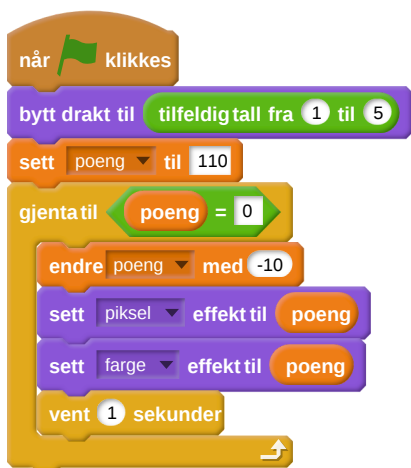 når klikkes
bytt drakt til tilfeldig tall fra 1 til 5
sett poeng til 110
gjenta til poeng = 0
endre poeng med -10
sett piksel effekt til poeng
sett farge effekt til poeng
vent 1 sekunder